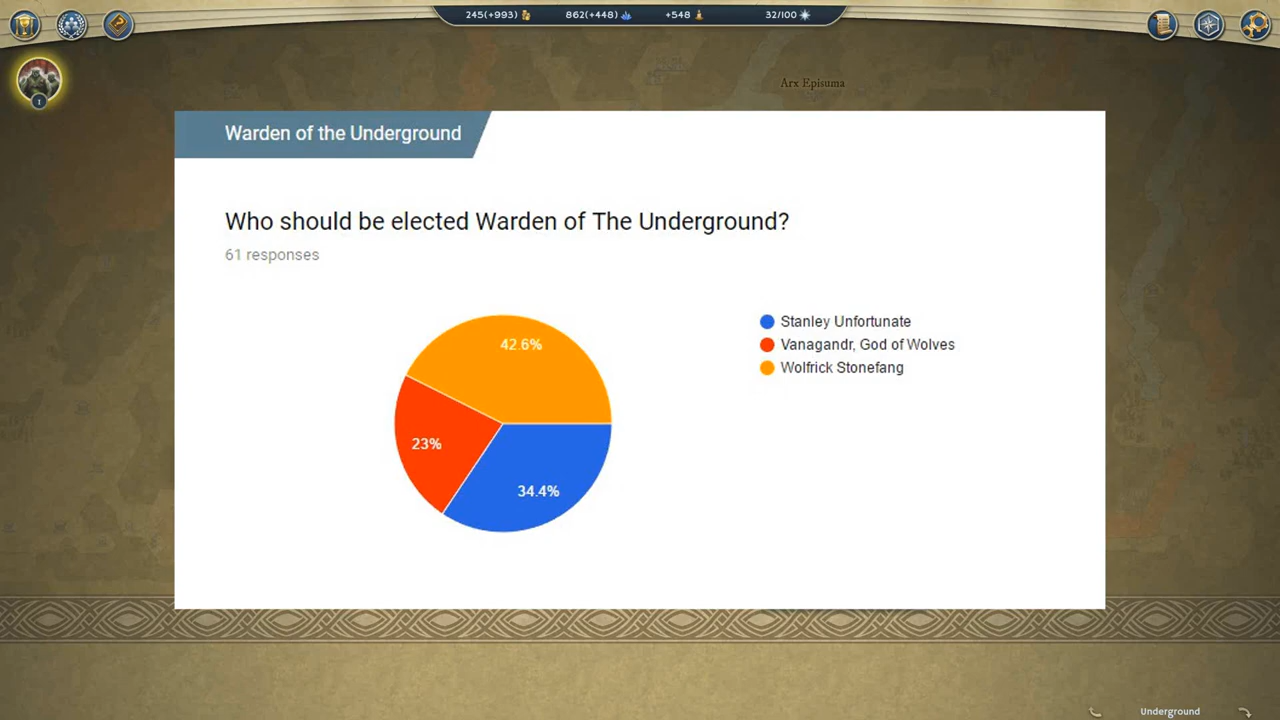 245(+993)
862(+448)
+548
32/100
1
Arx Episuma
Warden of the Underground
Who should be elected Warden of The Underground?
61 responses
42.6%
23%
34.4%
Stanley Unfortunate
Vanagandr, God of Wolves
Wolfrick Stonefang
Underground